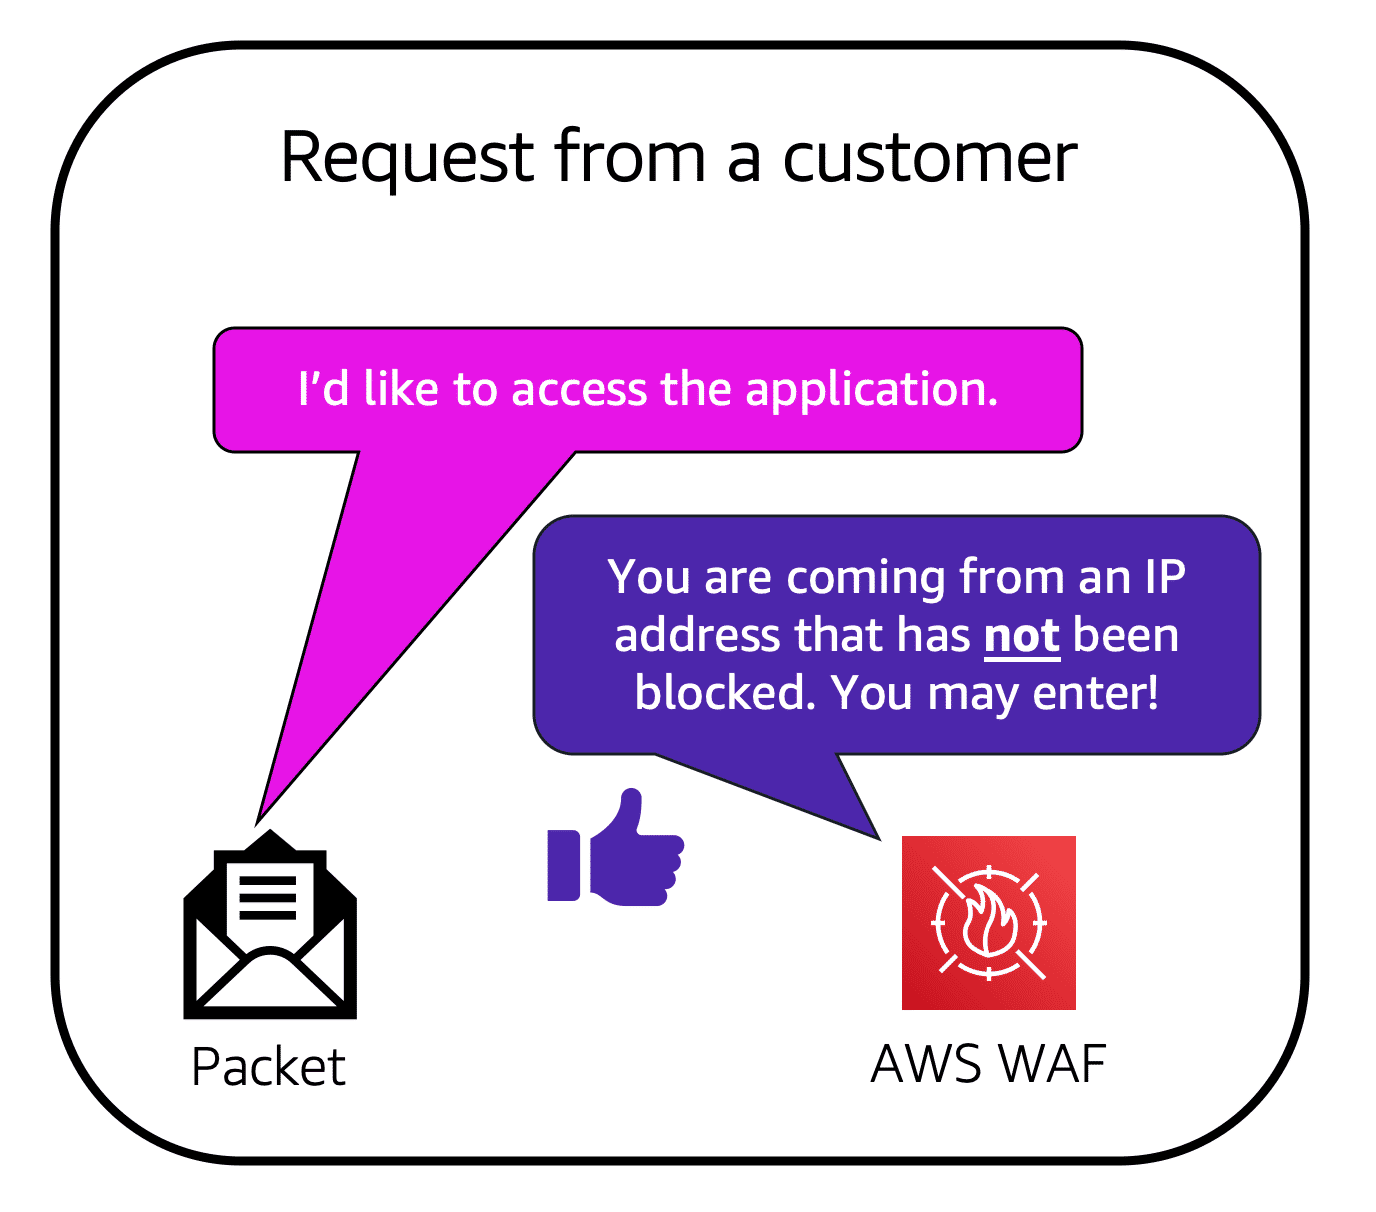 Request from a customer
I’d like to access the application.
You are coming from an IP
address that has not been
blocked. You may enter!
Packet
AWS WAF